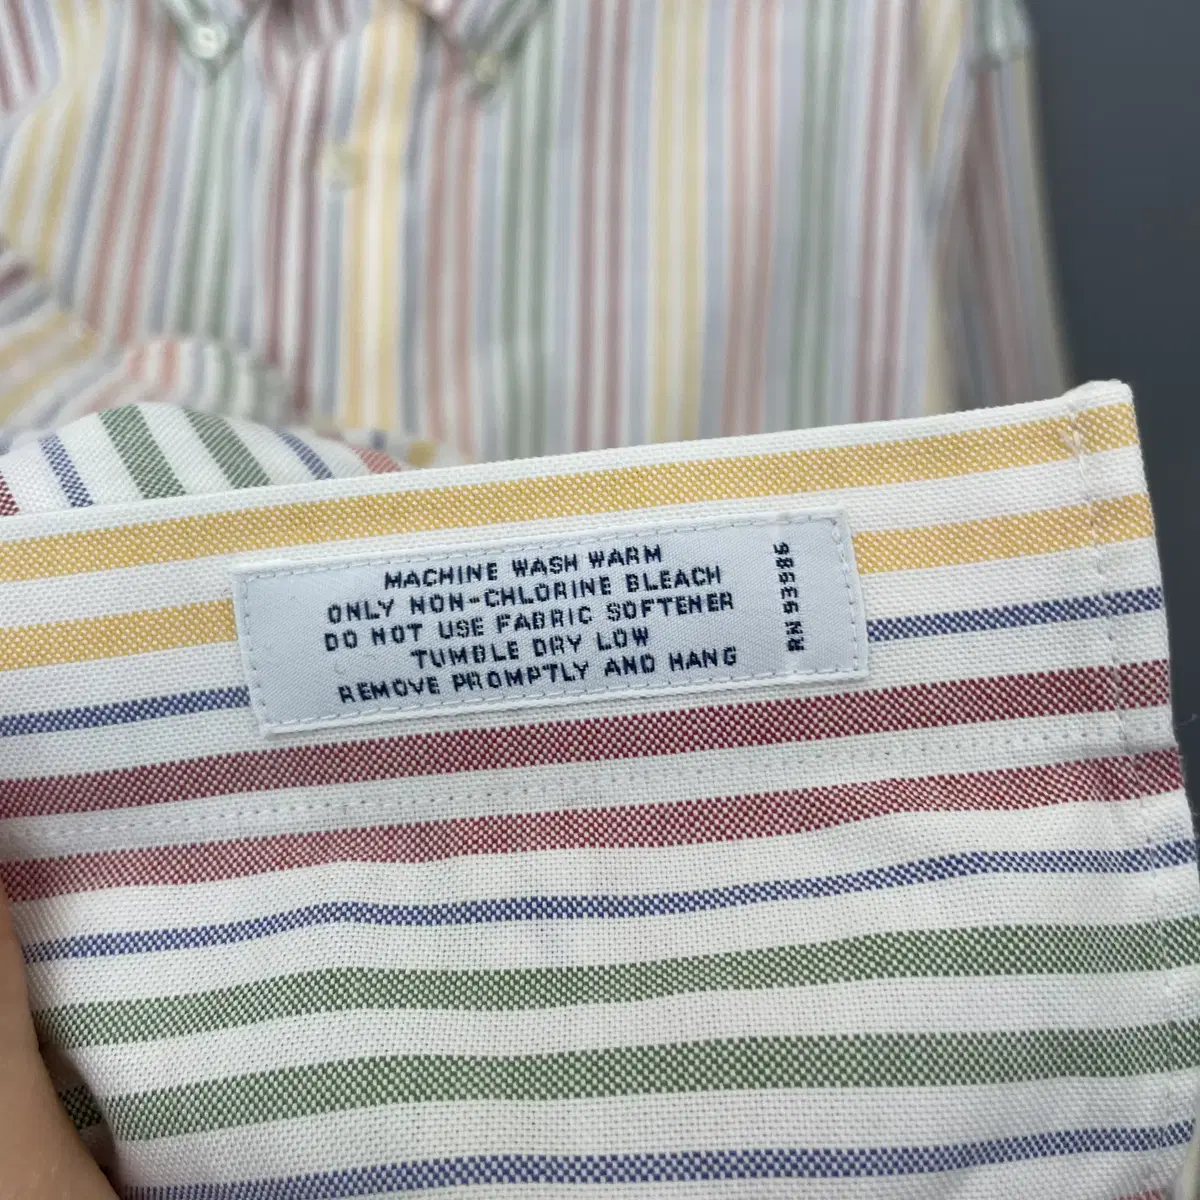 MACHINE WASH WARM
ONLY NON-CHLORINE BLEACH
DO NOT USE FABRIC SOFTENER
TUMBLE DRY LOW
REMOVE PROMPTLY AND HANG
RN 93986